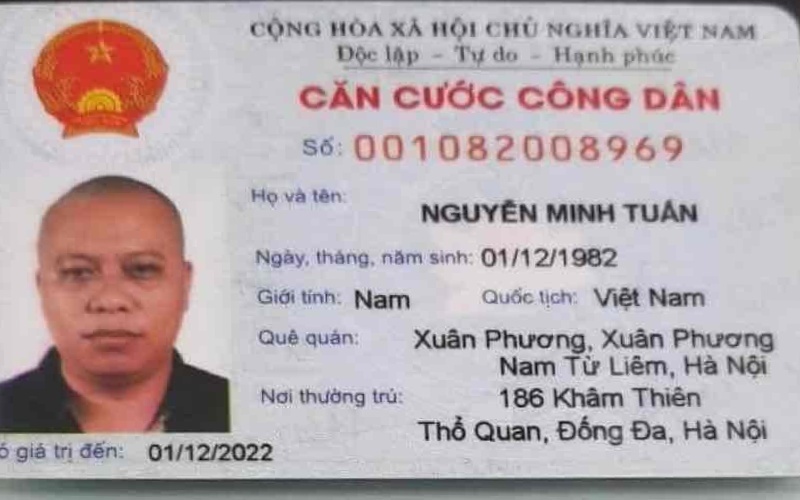 CỘNG HÒA XÃ HỘI CHỦ NGHĨA VIỆT NAM
Độc lập - Tự do - Hạnh phúc
CĂN CƯỚC CÔNG DÂN
Số: 001082008969
Họ và tên:
NGUYỄN MINH TUẤN
Ngày, tháng, năm sinh: 01/12/1982
Giới tính: Nam Quốc tịch: Việt Nam
Quê quán: Xuân Phương, Xuân Phương
Nam Từ Liêm, Hà Nội
Nơi thường trú: 186 Khâm Thiên
Thổ Quan, Đống Đa, Hà Nội
ó giá trị đến: 01/12/2022